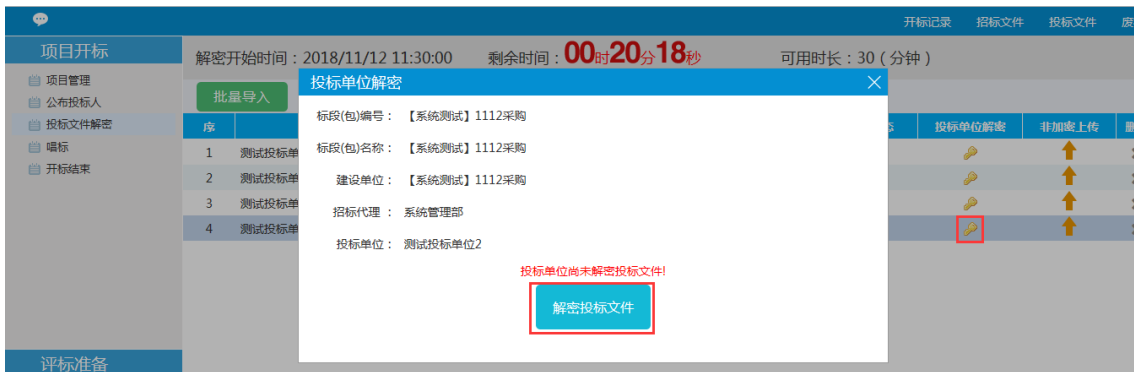 开标记录 招标文件 投标文件 废
项目开标
解密开始时间：2018/11/12 11:30:00 剩余时间：00时20分18秒 可用时长：30（分钟）
项目管理
公布投标人
投标文件解密
唱标
开标结束
批量导入
序 投标单位解密 非加密上传
1 测试投标单
2 测试投标单
3 测试投标单
4 测试投标单
投标单位解密
标段(包)编号： 【系统测试】1112采购
标段(包)名称： 【系统测试】1112采购
建设单位： 【系统测试】1112采购
招标代理 ： 系统管理部
投标单位： 测试投标单位2
投标单位尚未解密投标文件!
解密投标文件
评标准备